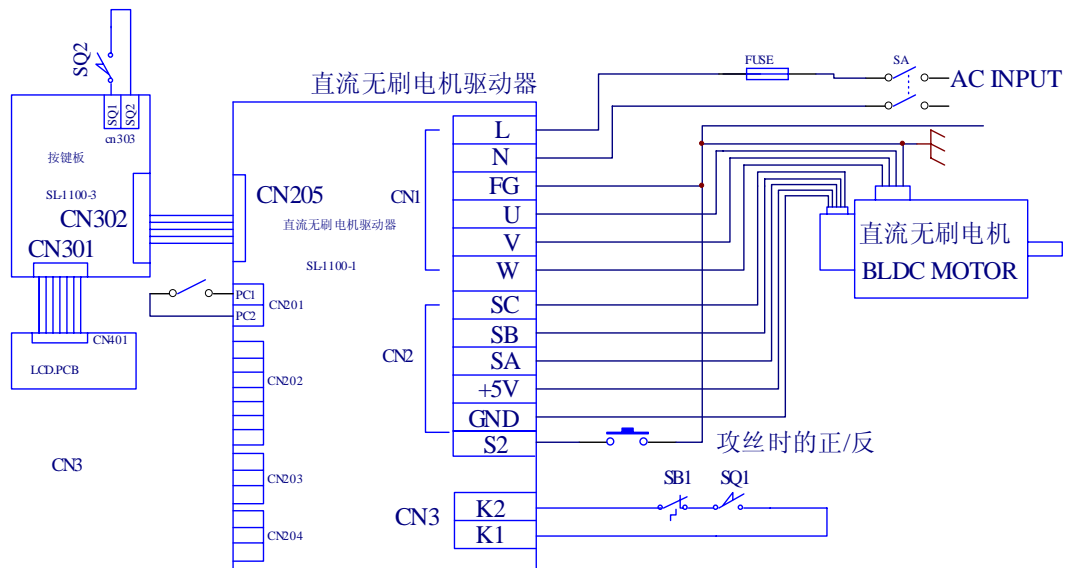 SQ2
SQ1
SQ2
cn303
按键板
SL-1100-3
CN302
CN301
CN401
LCD.PCB
CN3
直流无刷电机驱动器
CN205
直流无刷电机驱动器
SL-1100-1
PC1
PC2
CN201
CN202
CN203
CN204
CN1
L
N
FG
U
V
W
CN2
SC
SB
SA
+5V
GND
S2
CN3
K2
K1
FUSE
SA
AC INPUT
直流无刷电机
BLDC MOTOR
攻丝时的正/反
SB1
SQ1